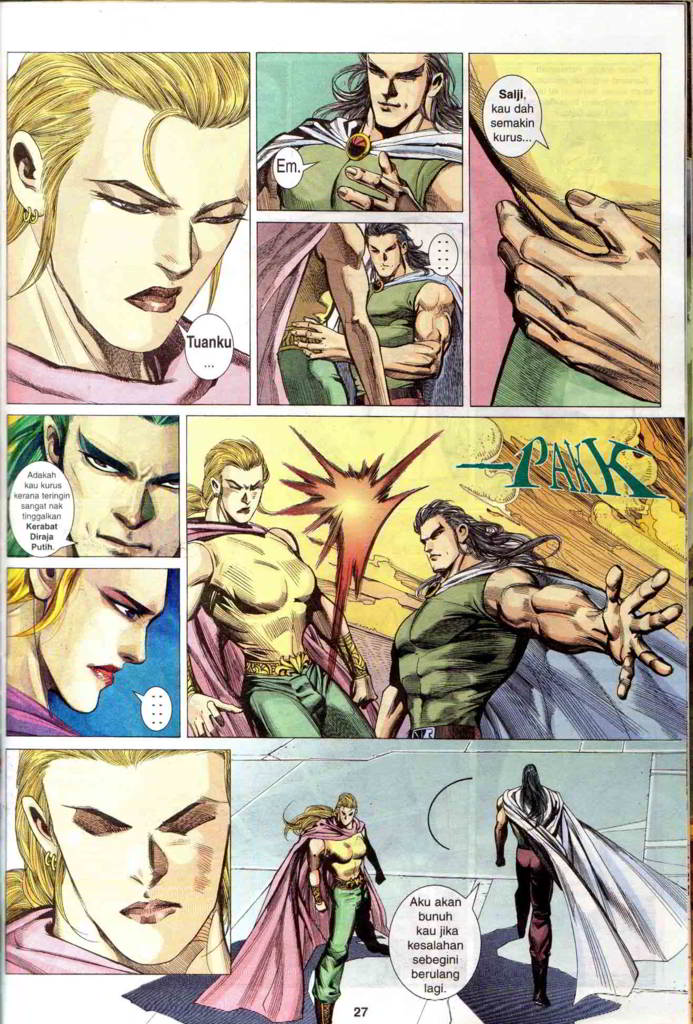 Tuanku
...
Em.
......
Salji,
kau dah
semakin
kurus...
Adakah
kau kurus
kerana teringin
sangat nak
tinggalkan
Kerabat
Diraja
Putih.
PAKK
......
Aku akan
bunuh
kau jika
kesalahan
sebegini
berulang
lagi.
27